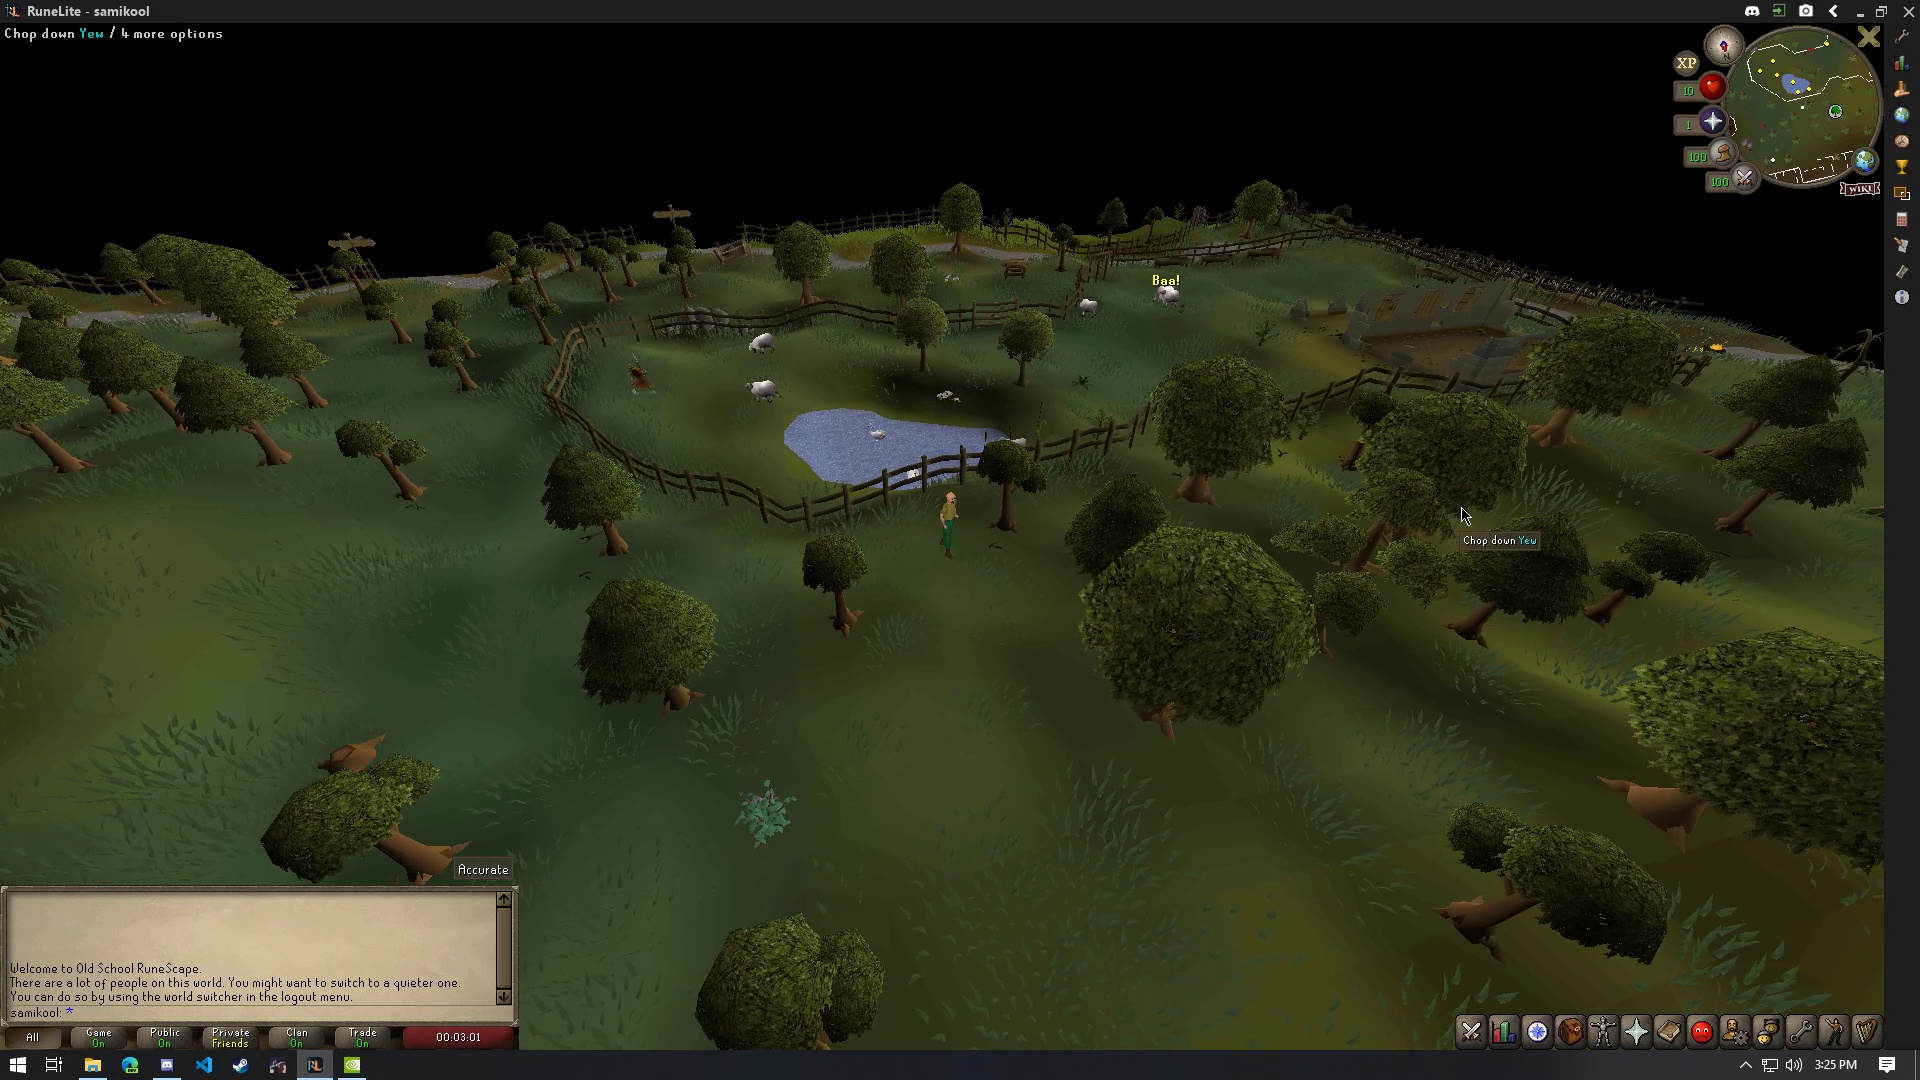 RuneLite - samikool
Chop down Yew / 4 more options
XP
10
1
100
100
WIKI
Baa!
Chop down Yew
Accurate
Welcome to Old School RuneScape.
There are a lot of people on this world. You might want to switch to a quieter one.
You can do so by using the world switcher in the logout menu.
samikool: *
All
Game
On
Public
On
Private
Friends
Clan
On
Trade
On
00:03:01
3:25 PM